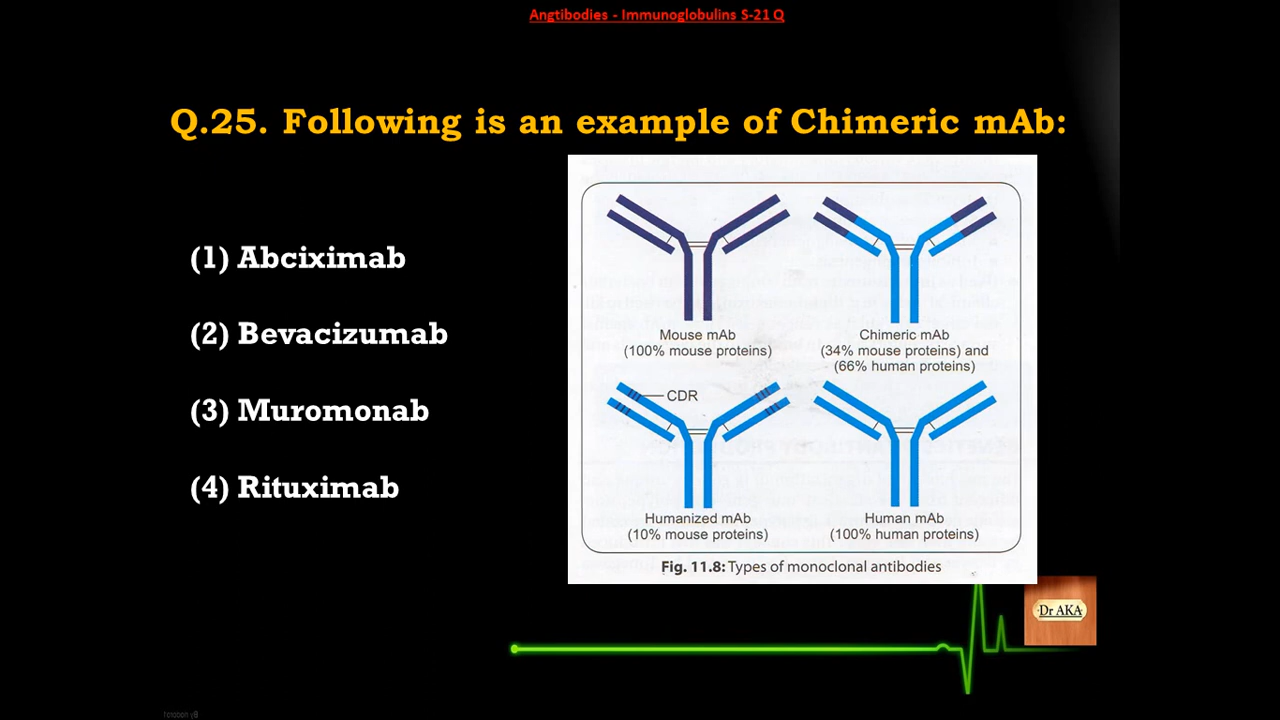 Angtibodies - Immunoglobulins S-21 Q
Q.25. Following is an example of Chimeric mAb:
(1) Abciximab
(2) Bevacizumab
(3) Muromonab
(4) Rituximab
Mouse mAb
(100% mouse proteins)
Chimeric mAb
(34% mouse proteins) and
(66% human proteins)
CDR
Humanized mAb
(10% mouse proteins)
Human mAb
(100% human proteins)
Fig. 11.8: Types of monoclonal antibodies
Dr AKA